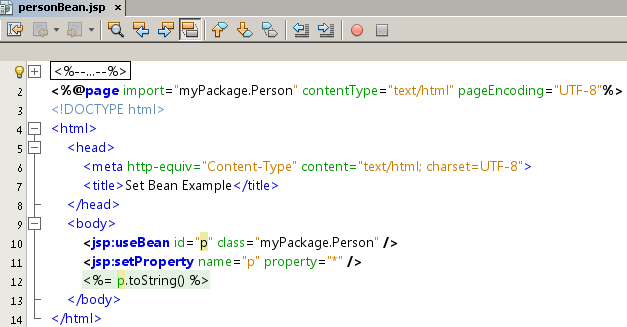 personBean.jsp
<%--...--%>
2 <%@page import="myPackage.Person" contentType="text/html" pageEncoding="UTF-8"%>
3 <!DOCTYPE html>
4 <html>
5 <head>
6 <meta http-equiv="Content-Type" content="text/html; charset=UTF-8">
7 <title>Set Bean Example</title>
8 </head>
9 <body>
10 <jsp:useBean id="p" class="myPackage.Person" />
11 <jsp:setProperty name="p" property="*" />
12 <%= p.toString() %>
13 </body>
14 </html>